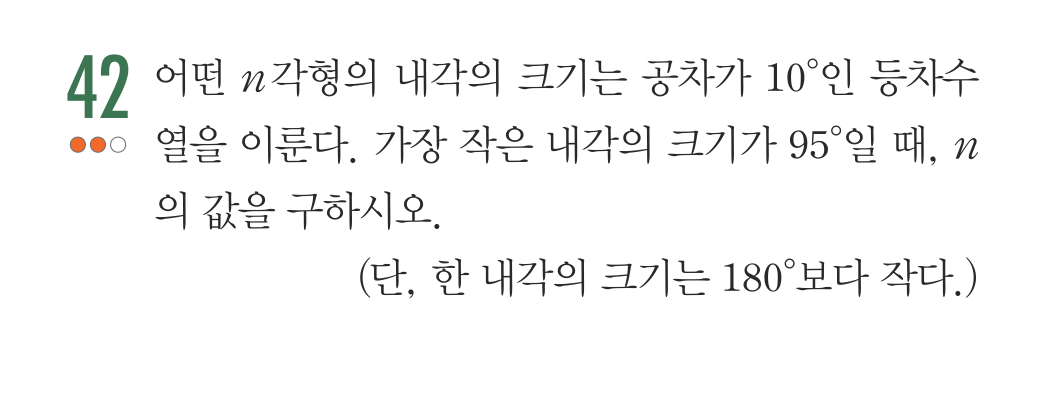 42 어떤 n각형의 내각의 크기는 공차가 10°인 등차수
열을 이룬다. 가장 작은 내각의 크기가 95°일 때, n
의 값을 구하시오.
(단, 한 내각의 크기는 180°보다 작다.)